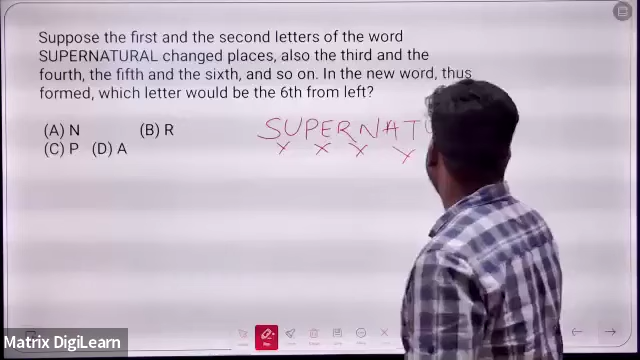 Suppose the first and the second letters of the word
SUPERNATURAL changed places, also the third and the
fourth, the fifth and the sixth, and so on. In the new word, thus
formed, which letter would be the 6th from left?
(A) N (B) R
(C) P (D) A
SUPERNATU
Matrix DigiLearn